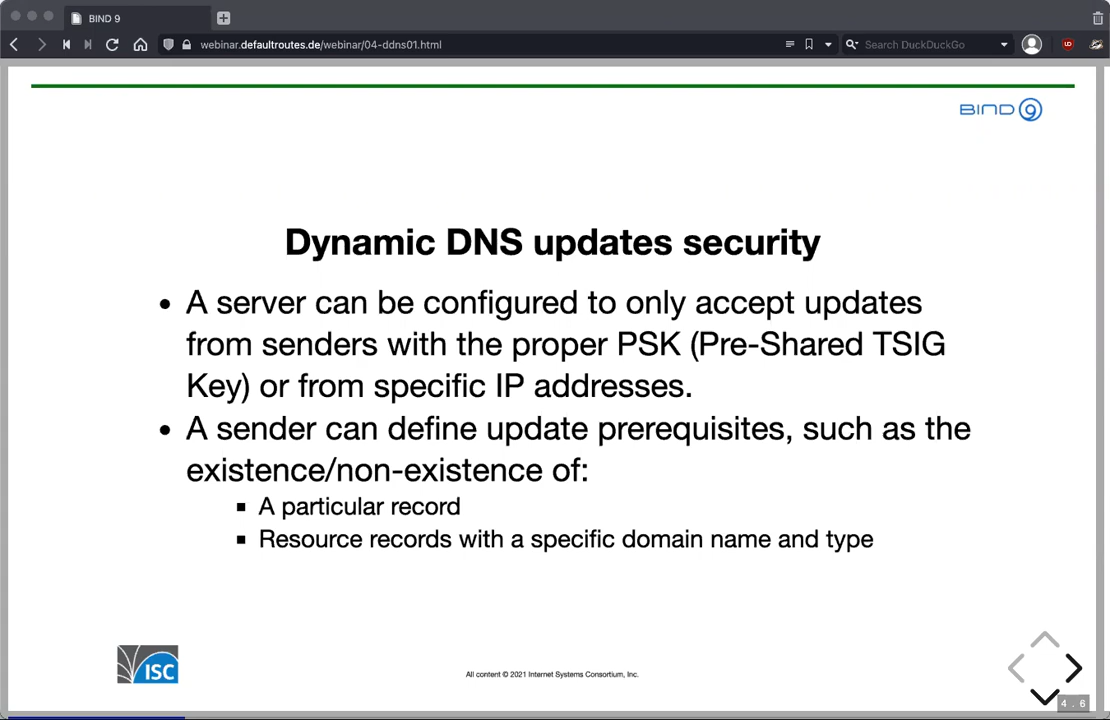 BIND 9
webinar.defaultroutes.de/webinar/04-ddns01.html
Search DuckDuckGo
BIND 9
Dynamic DNS updates security
• A server can be configured to only accept updates
from senders with the proper PSK (Pre-Shared TSIG
Key) or from specific IP addresses.
• A sender can define update prerequisites, such as the
existence/non-existence of:
▪ A particular record
▪ Resource records with a specific domain name and type
ISC
All content © 2021 Internet Systems Consortium, Inc.
4 . 6